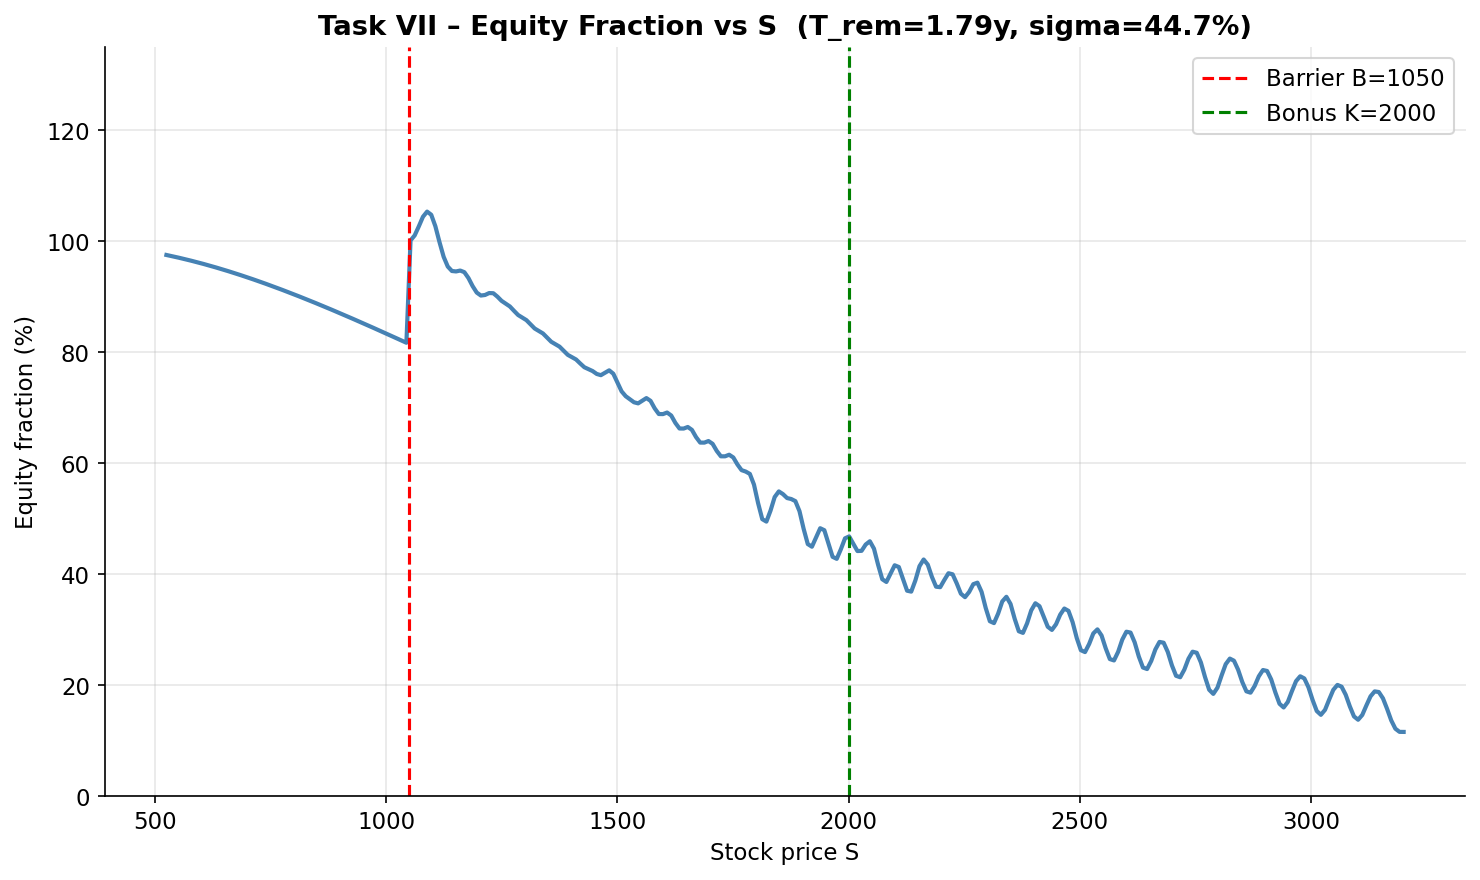 Task VII – Equity Fraction vs S  (T_rem=1.79y, sigma=44.7%)
Barrier B=1050
Bonus K=2000
Equity fraction (%)
120
100
80
60
40
20
0
500
1000
1500
2000
2500
3000
Stock price S